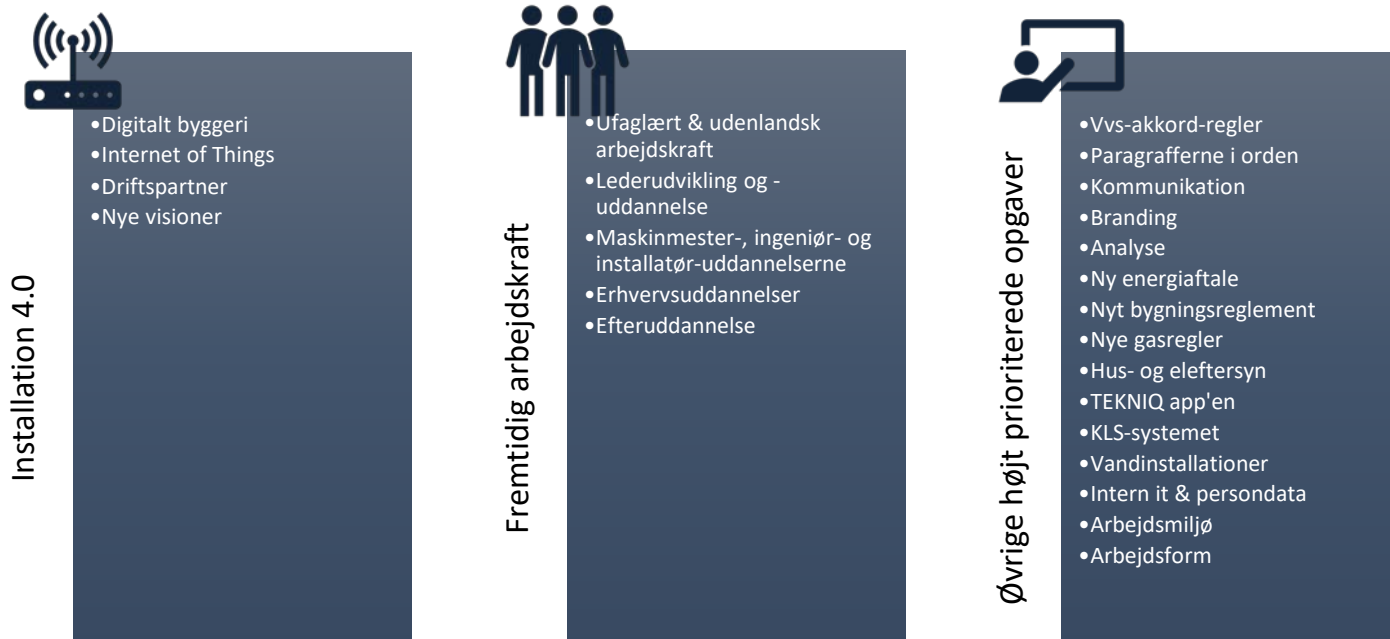 Installation 4.0
•Digitalt byggeri
•Internet of Things
•Driftspartner
•Nye visioner
Fremtidig arbejdskraft
•Ufaglært & udenlandsk
arbejdskraft
•Lederudvikling og -
uddannelse
•Maskinmester-, ingeniør- og
installatør-uddannelserne
•Erhvervsuddannelser
•Efteruddannelse
Øvrige højt prioriterede opgaver
•Vvs-akkord-regler
•Paragrafferne i orden
•Kommunikation
•Branding
•Analyse
•Ny energiaftale
•Nyt bygningsreglement
•Nye gasregler
•Hus- og eleftersyn
•TEKNIQ app'en
•KLS-systemet
•Vandinstallationer
•Intern it & persondata
•Arbejdsmiljø
•Arbejdsform